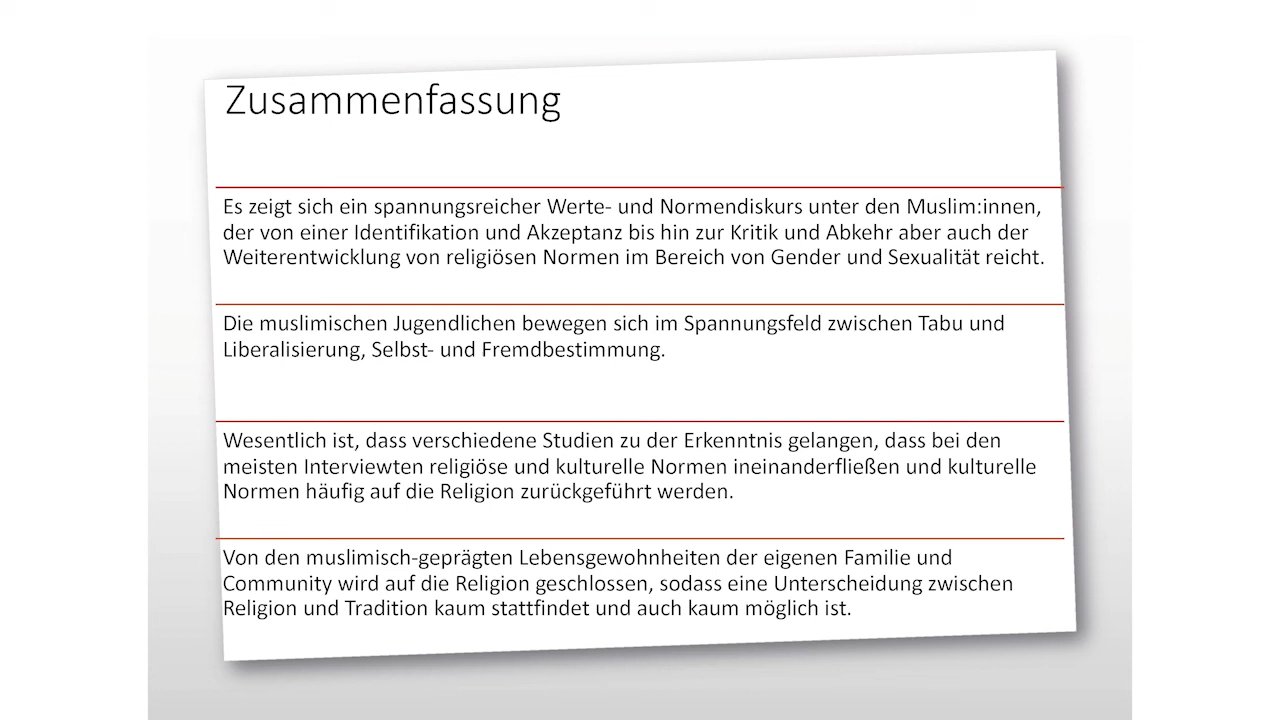 Zusammenfassung
Es zeigt sich ein spannungsreicher Werte- und Normendiskurs unter den Muslim:innen,
der von einer Identifikation und Akzeptanz bis hin zur Kritik und Abkehr aber auch der
Weiterentwicklung von religiösen Normen im Bereich von Gender und Sexualität reicht.
Die muslimischen Jugendlichen bewegen sich im Spannungsfeld zwischen Tabu und
Liberalisierung, Selbst- und Fremdbestimmung.
Wesentlich ist, dass verschiedene Studien zu der Erkenntnis gelangen, dass bei den
meisten Interviewten religiöse und kulturelle Normen ineinanderfließen und kulturelle
Normen häufig auf die Religion zurückgeführt werden.
Von den muslimisch-geprägten Lebensgewohnheiten der eigenen Familie und
Community wird auf die Religion geschlossen, sodass eine Unterscheidung zwischen
Religion und Tradition kaum stattfindet und auch kaum möglich ist.